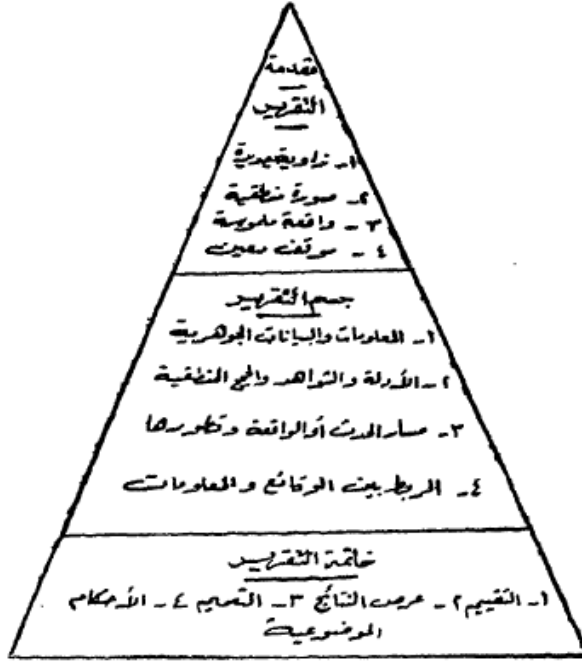 مقدمة
التقرير
١- زاوية جديدة
٢- صورة منطقية
٣- واقعة ملموسة
٤- موقف معين
جسم التقرير
١- المعلومات والبيانات الجوهرية
٢- الأدلة والشواهد والحجج المنطقية
٣- مسار الحدث أو الواقعة وتطورها
٤- الربط بين الوقائع والمعلومات
خاتمة التقرير
١- التقييم ٢- عرض النتائج ٣- التعميم ٤- الأحكام
الموضوعية